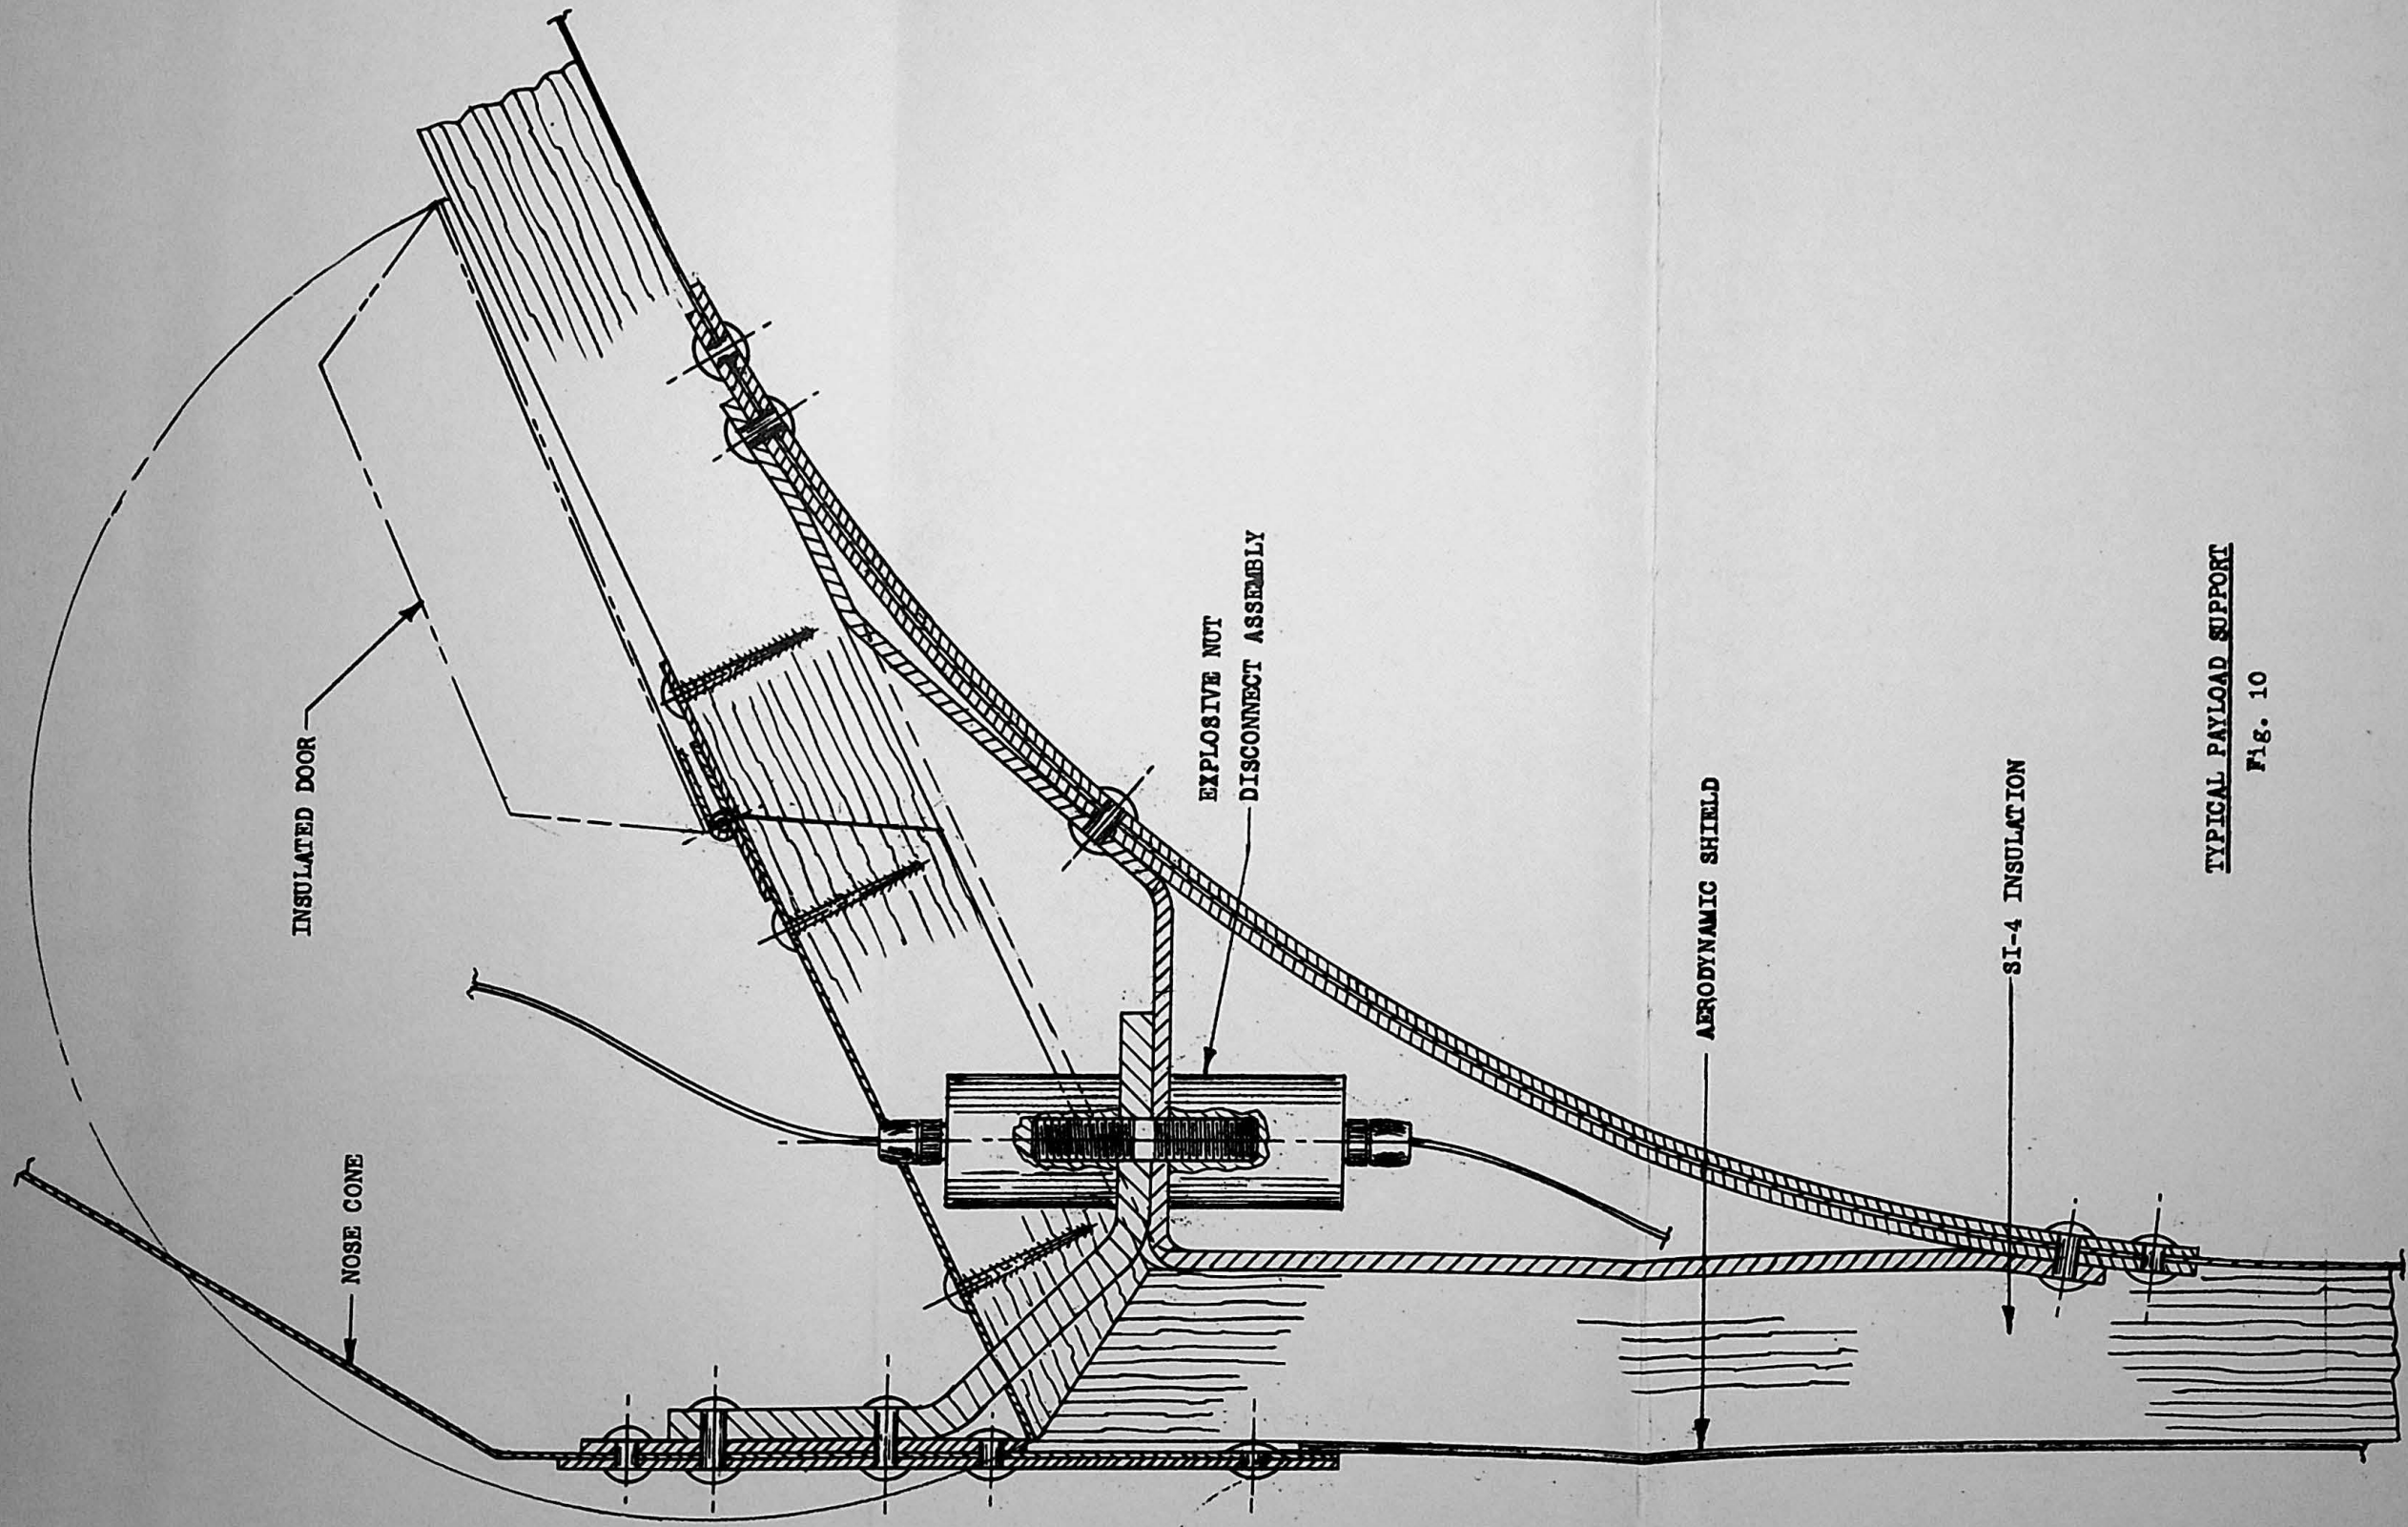 INSULATED DOOR
NOSE CONE
EXPLOSIVE NUT
DISCONNECT ASSEMBLY
AERODYNAMIC SHIELD
SI-4 INSULATION
TYPICAL PAYLOAD SUPPORT
Fig. 10